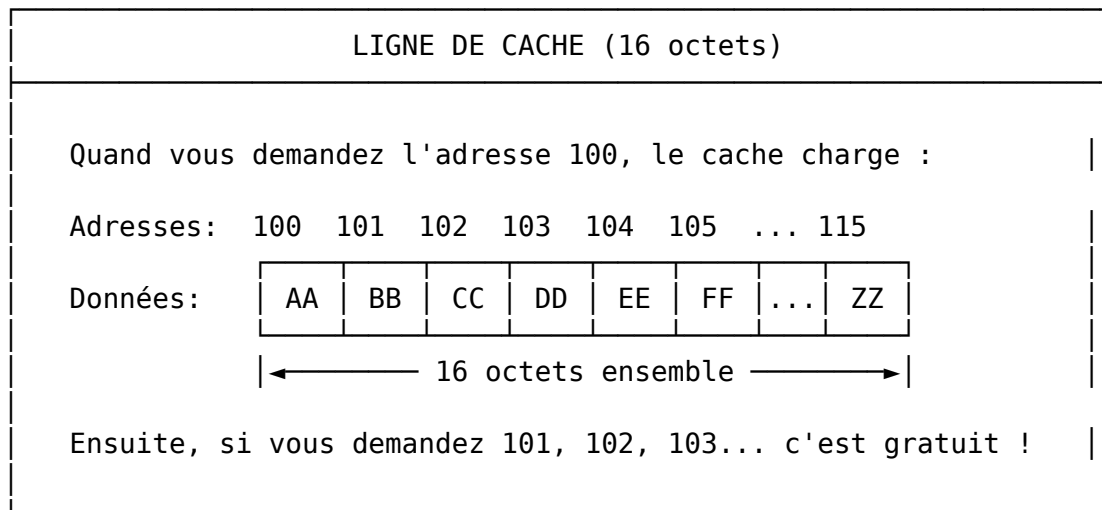 LIGNE DE CACHE (16 octets)
Quand vous demandez l'adresse 100, le cache charge :
Adresses: 100 101 102 103 104 105 ... 115
Données: AA BB CC DD EE FF ... ZZ
16 octets ensemble
Ensuite, si vous demandez 101, 102, 103... c'est gratuit !